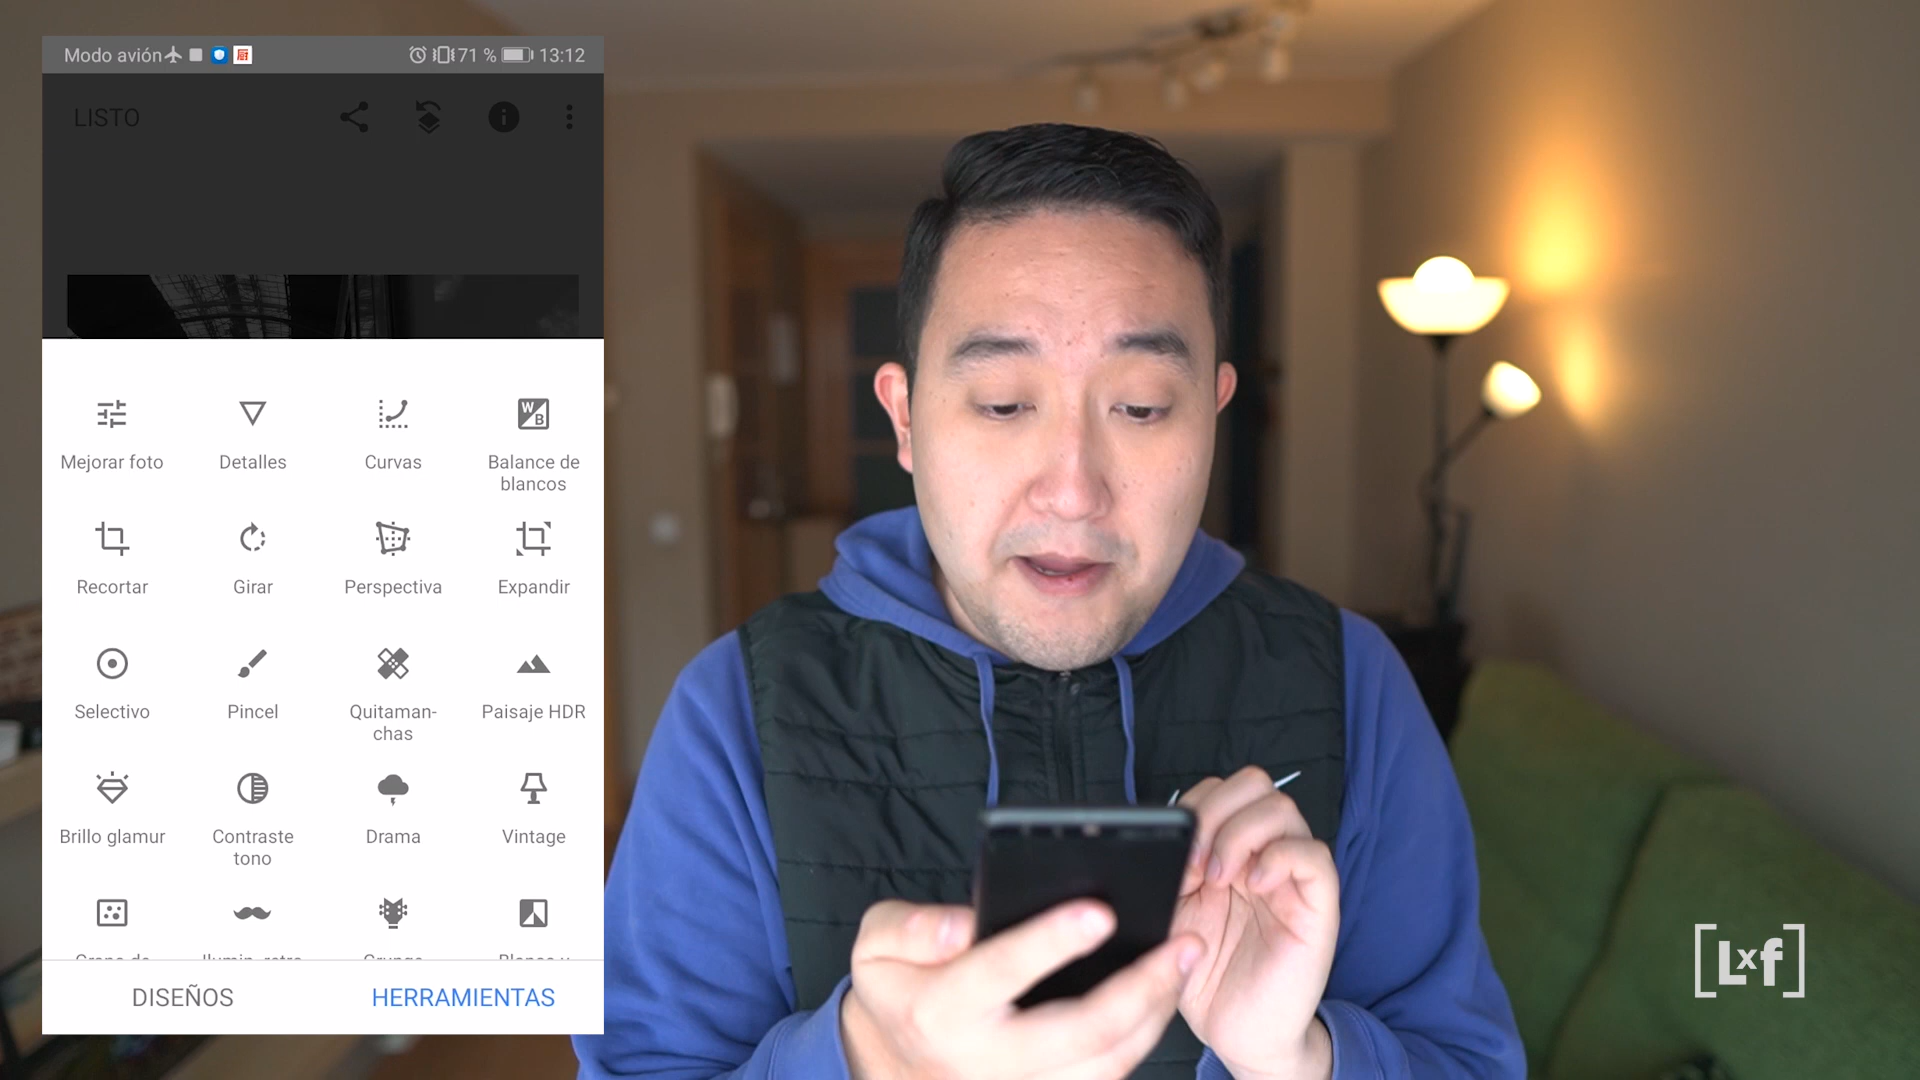 Modo avión 71 % 13:12
LISTO
Mejorar foto Detalles Curvas Balance de
blancos
WB
Recortar Girar Perspectiva Expandir
Selectivo Pincel Quitaman-
chas Paisaje HDR
Brillo glamur Contraste
tono Drama Vintage
DISEÑOS HERRAMIENTAS
[Lxf]